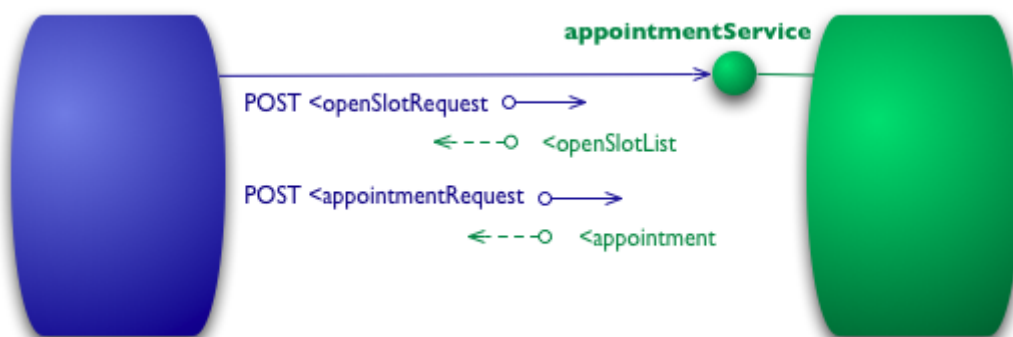 appointmentService
POST <openSlotRequest
<openSlotList
POST <appointmentRequest
<appointment